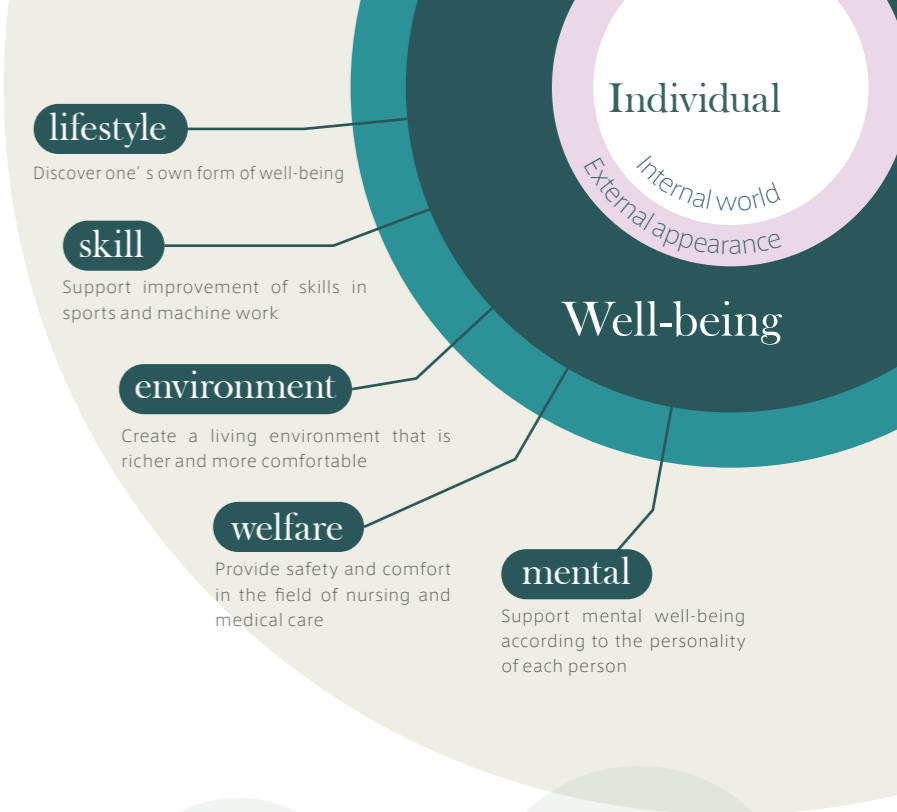 Individual
Internal world
External appearance
Well-being
lifestyle
Discover one’ s own form of well-being
skill
Support improvement of skills in
sports and machine work
environment
Create a living environment that is
richer and more comfortable
welfare
Provide safety and comfort
in the field of nursing and
medical care
mental
Support mental well-being
according to the personality
of each person